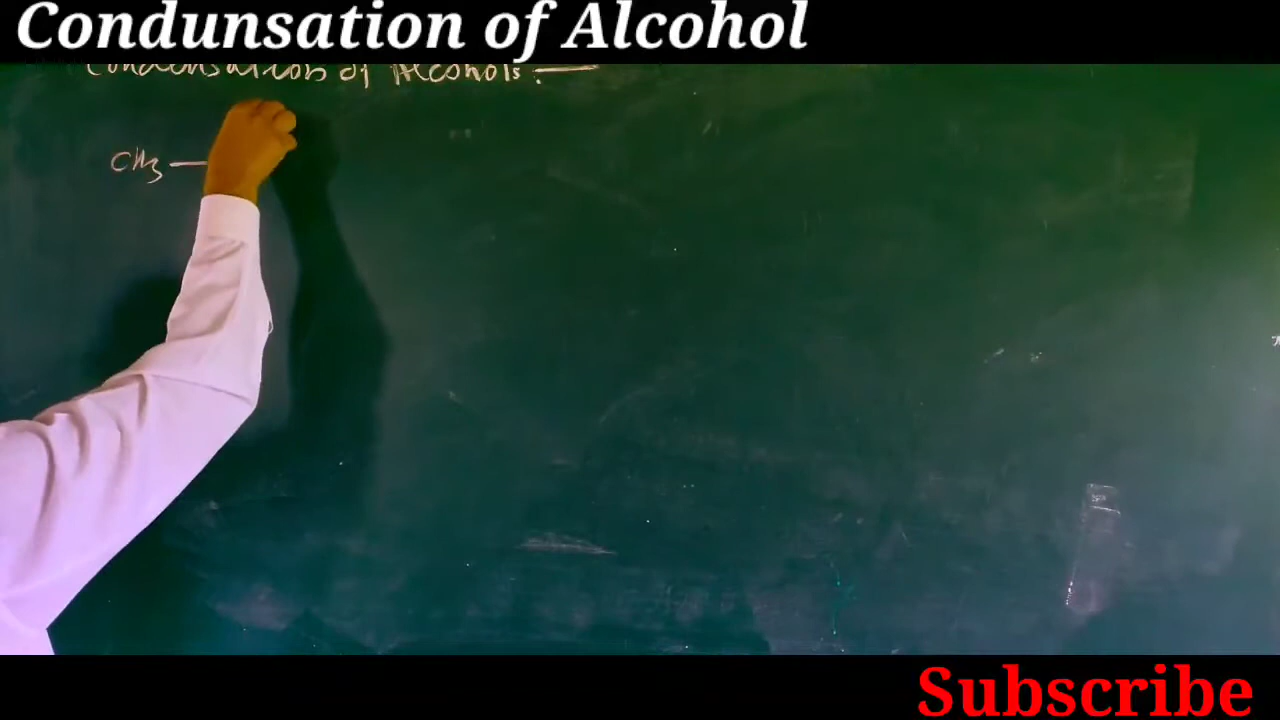 Condunsation of Alcohol
Condensation of Alcohols :—
CH3 —
Subscribe